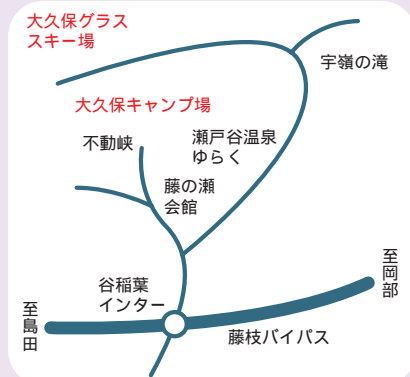 大久保グラス
スキー場
宇嶺の滝
大久保キャンプ場
不動峡
瀬戸谷温泉
ゆらく
藤の瀬
会館
谷稲葉
インター
至島田
至岡部
藤枝バイパス